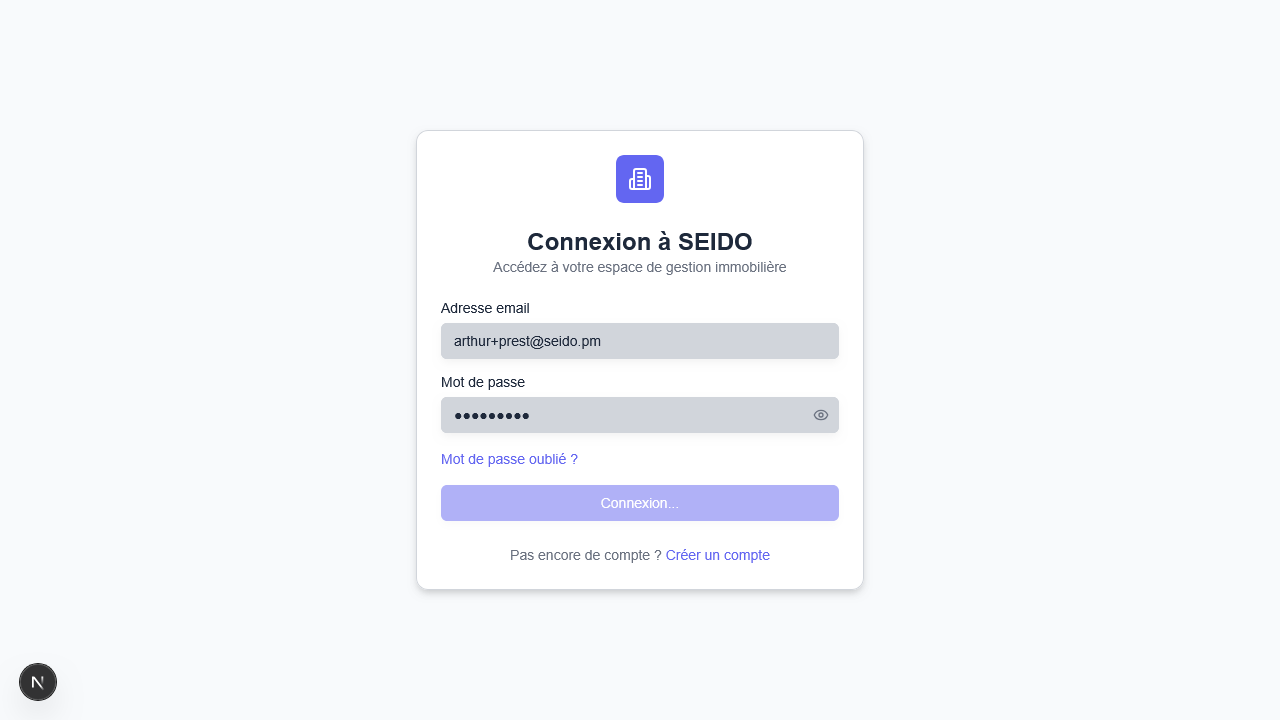 Connexion à SEIDO
Accédez à votre espace de gestion immobilière
Adresse email
arthur+prest@seido.pm
Mot de passe
●●●●●●●●●
Mot de passe oublié ?
Connexion...
Pas encore de compte ? Créer un compte
N